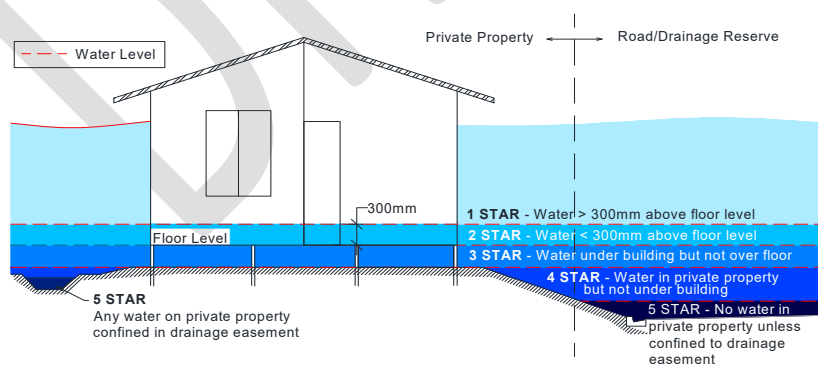 Private Property
Road/Drainage Reserve
Water Level
300mm
1 STAR - Water > 300mm above floor level
Floor Level
2 STAR - Water < 300mm above floor level
3 STAR - Water under building but not over floor
4 STAR - Water in private property
but not under building
5 STAR
Any water on private property
confined in drainage easement
5 STAR - No water in
private property unless
confined to drainage
easement